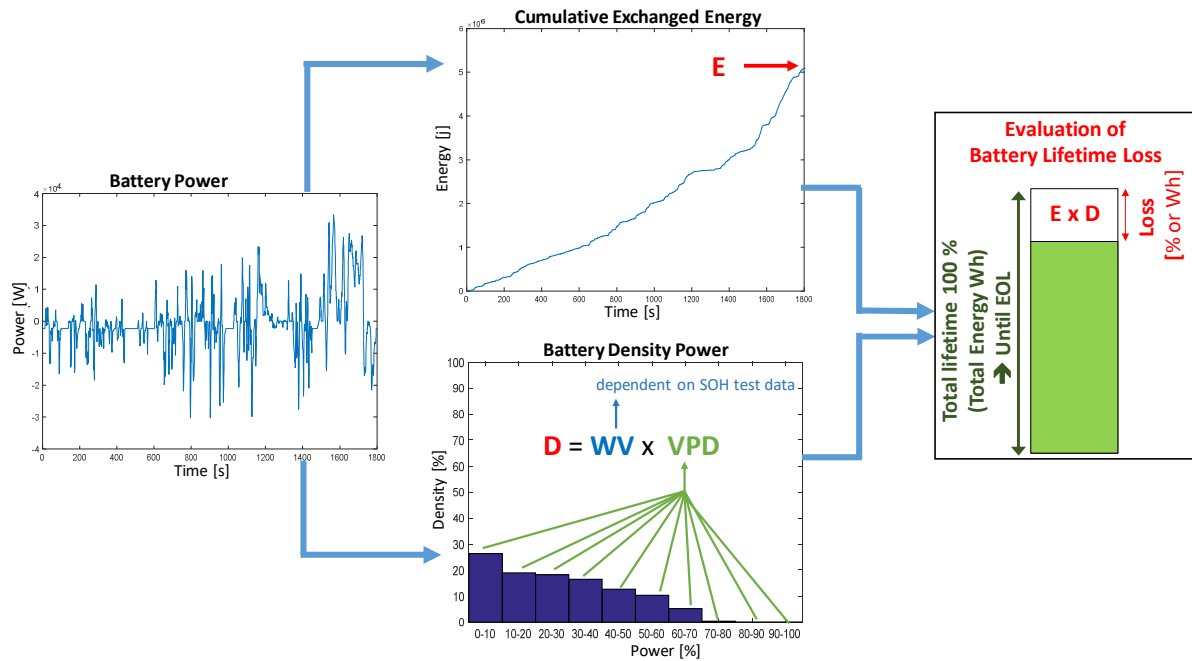 Battery Power
×10^4
Power [W]
4
3
2
1
0
-1
-2
-3
-4
0 200 400 600 800 1000 1200 1400 1600 1800
Time [s]
Cumulative Exchanged Energy
×10^6
Energy [j]
6
5
4
3
2
1
0
E
0 200 400 600 800 1000 1200 1400 1600 1800
Time [s]
Battery Density Power
Density [%]
100
90
80
70
60
50
40
30
20
10
0
dependent on SOH test data
D = WV x VPD
0-10 10-20 20-30 30-40 40-50 50-60 60-70 70-80 80-90 90-100
Power [%]
Evaluation of
Battery Lifetime Loss
E x D
Loss
[% or Wh]
Total lifetime 100 %
(Total Energy Wh)
➔ Until EOL